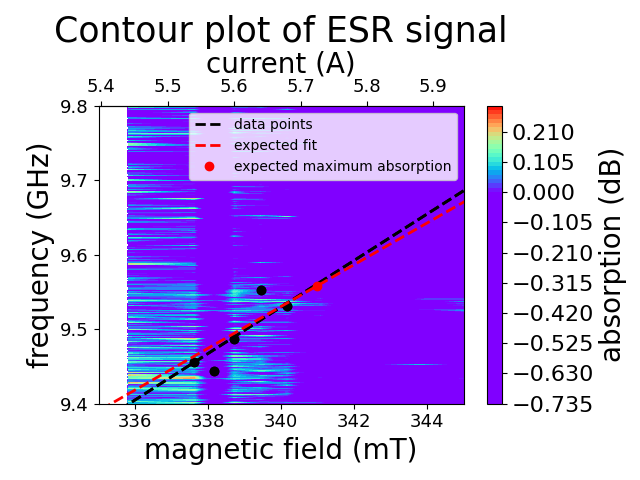 Contour plot of ESR signal
current (A)
5.4 5.5 5.6 5.7 5.8 5.9
data points
expected fit
expected maximum absorption
9.8
9.7
9.6
9.5
9.4
frequency (GHz)
336 338 340 342 344
magnetic field (mT)
0.210
0.105
0.000
−0.105
−0.210
−0.315
−0.420
−0.525
−0.630
−0.735
absorption (dB)